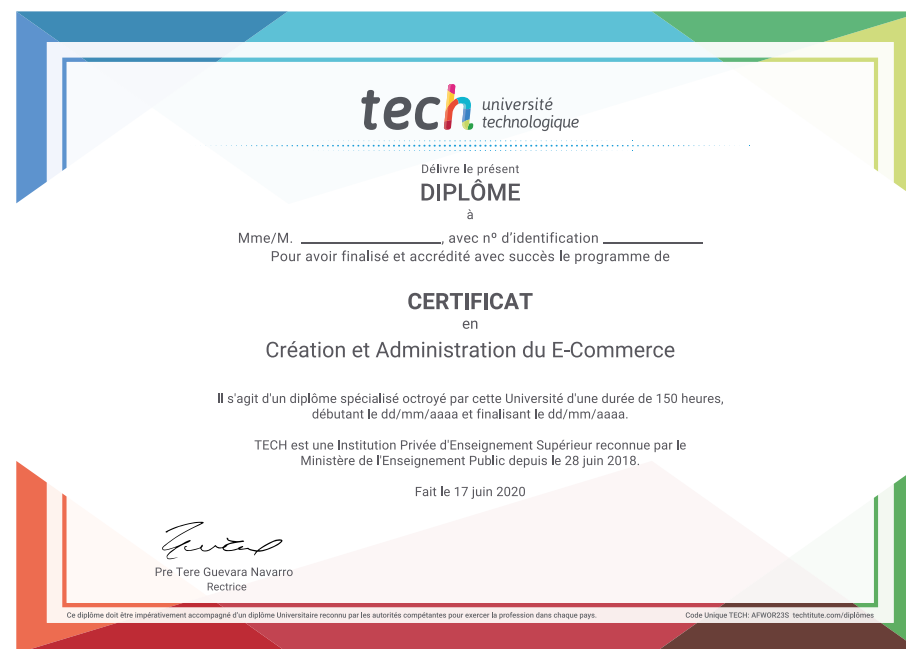 tech université
technologique
Délivre le présent
DIPLÔME
à
Mme/M. ____________________, avec nº d'identification ______________
Pour avoir finalisé et accrédité avec succès le programme de
CERTIFICAT
en
Création et Administration du E-Commerce
Il s'agit d'un diplôme spécialisé octroyé par cette Université d'une durée de 150 heures,
débutant le dd/mm/aaaa et finalisant le dd/mm/aaaa.
TECH est une Institution Privée d'Enseignement Supérieur reconnue par le
Ministère de l'Enseignement Public depuis le 28 juin 2018.
Fait le 17 juin 2020
Pre Tere Guevara Navarro
Rectrice
Ce diplôme doit être impérativement accompagné d'un diplôme Universitaire reconnu par les autorités compétentes pour exercer la profession dans chaque pays.
Code Unique TECH: AFWOR23S techtitute.com/diplômes